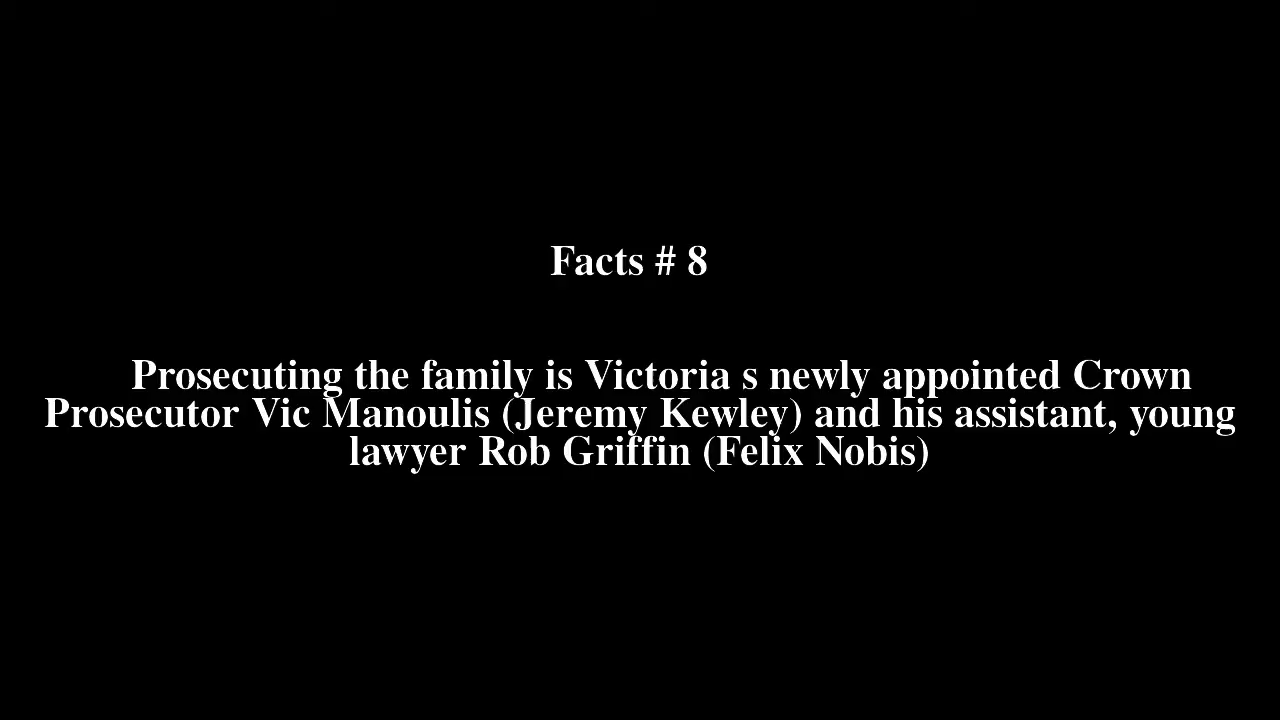 Facts # 8
Prosecuting the family is Victoria s newly appointed Crown
Prosecutor Vic Manoulis (Jeremy Kewley) and his assistant, young
lawyer Rob Griffin (Felix Nobis)